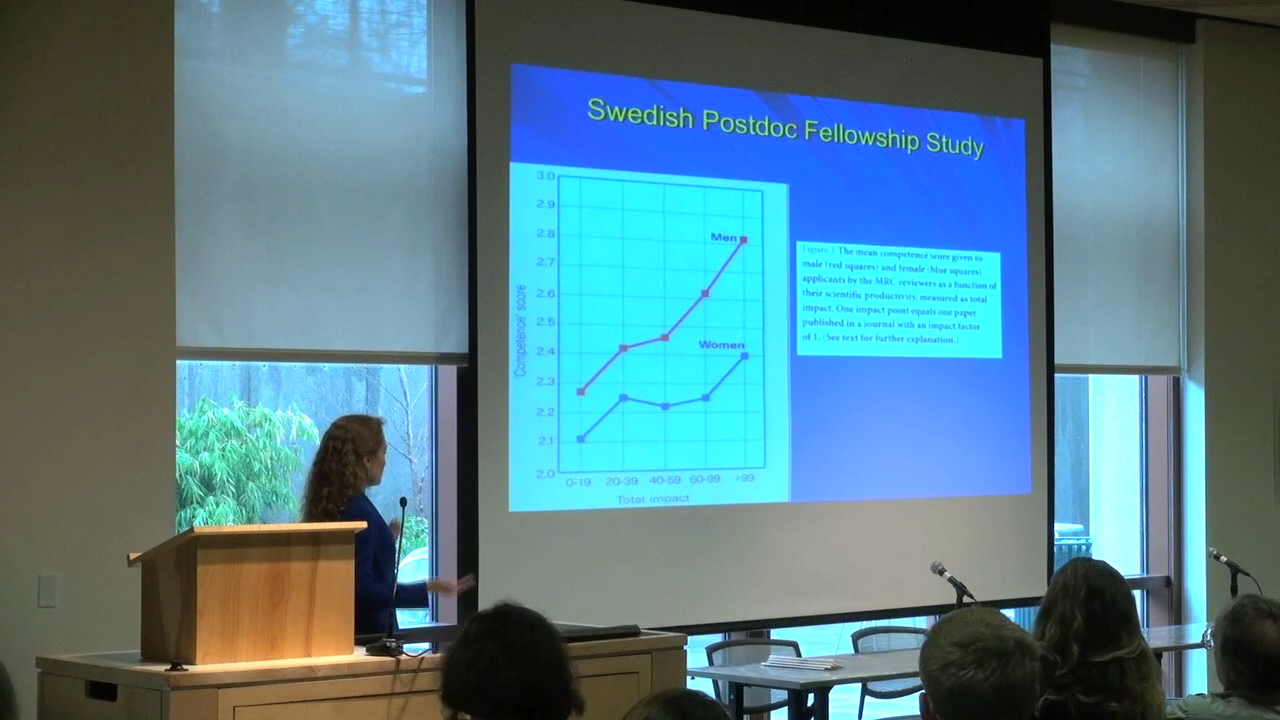 Swedish Postdoc Fellowship Study
3.0
2.9
2.8
2.7
2.6
2.5
2.4
2.3
2.2
2.1
2.0
'Competence' score
Men
Women
0-19 20-39 40-59 60-99 >99
Total impact
Figure 1 The mean competence score given to
male (red squares) and female (blue squares)
applicants by the MRC reviewers as a function of
their scientific productivity, measured as total
impact. One impact point equals one paper
published in a journal with an impact factor
of 1. (See text for further explanation.)